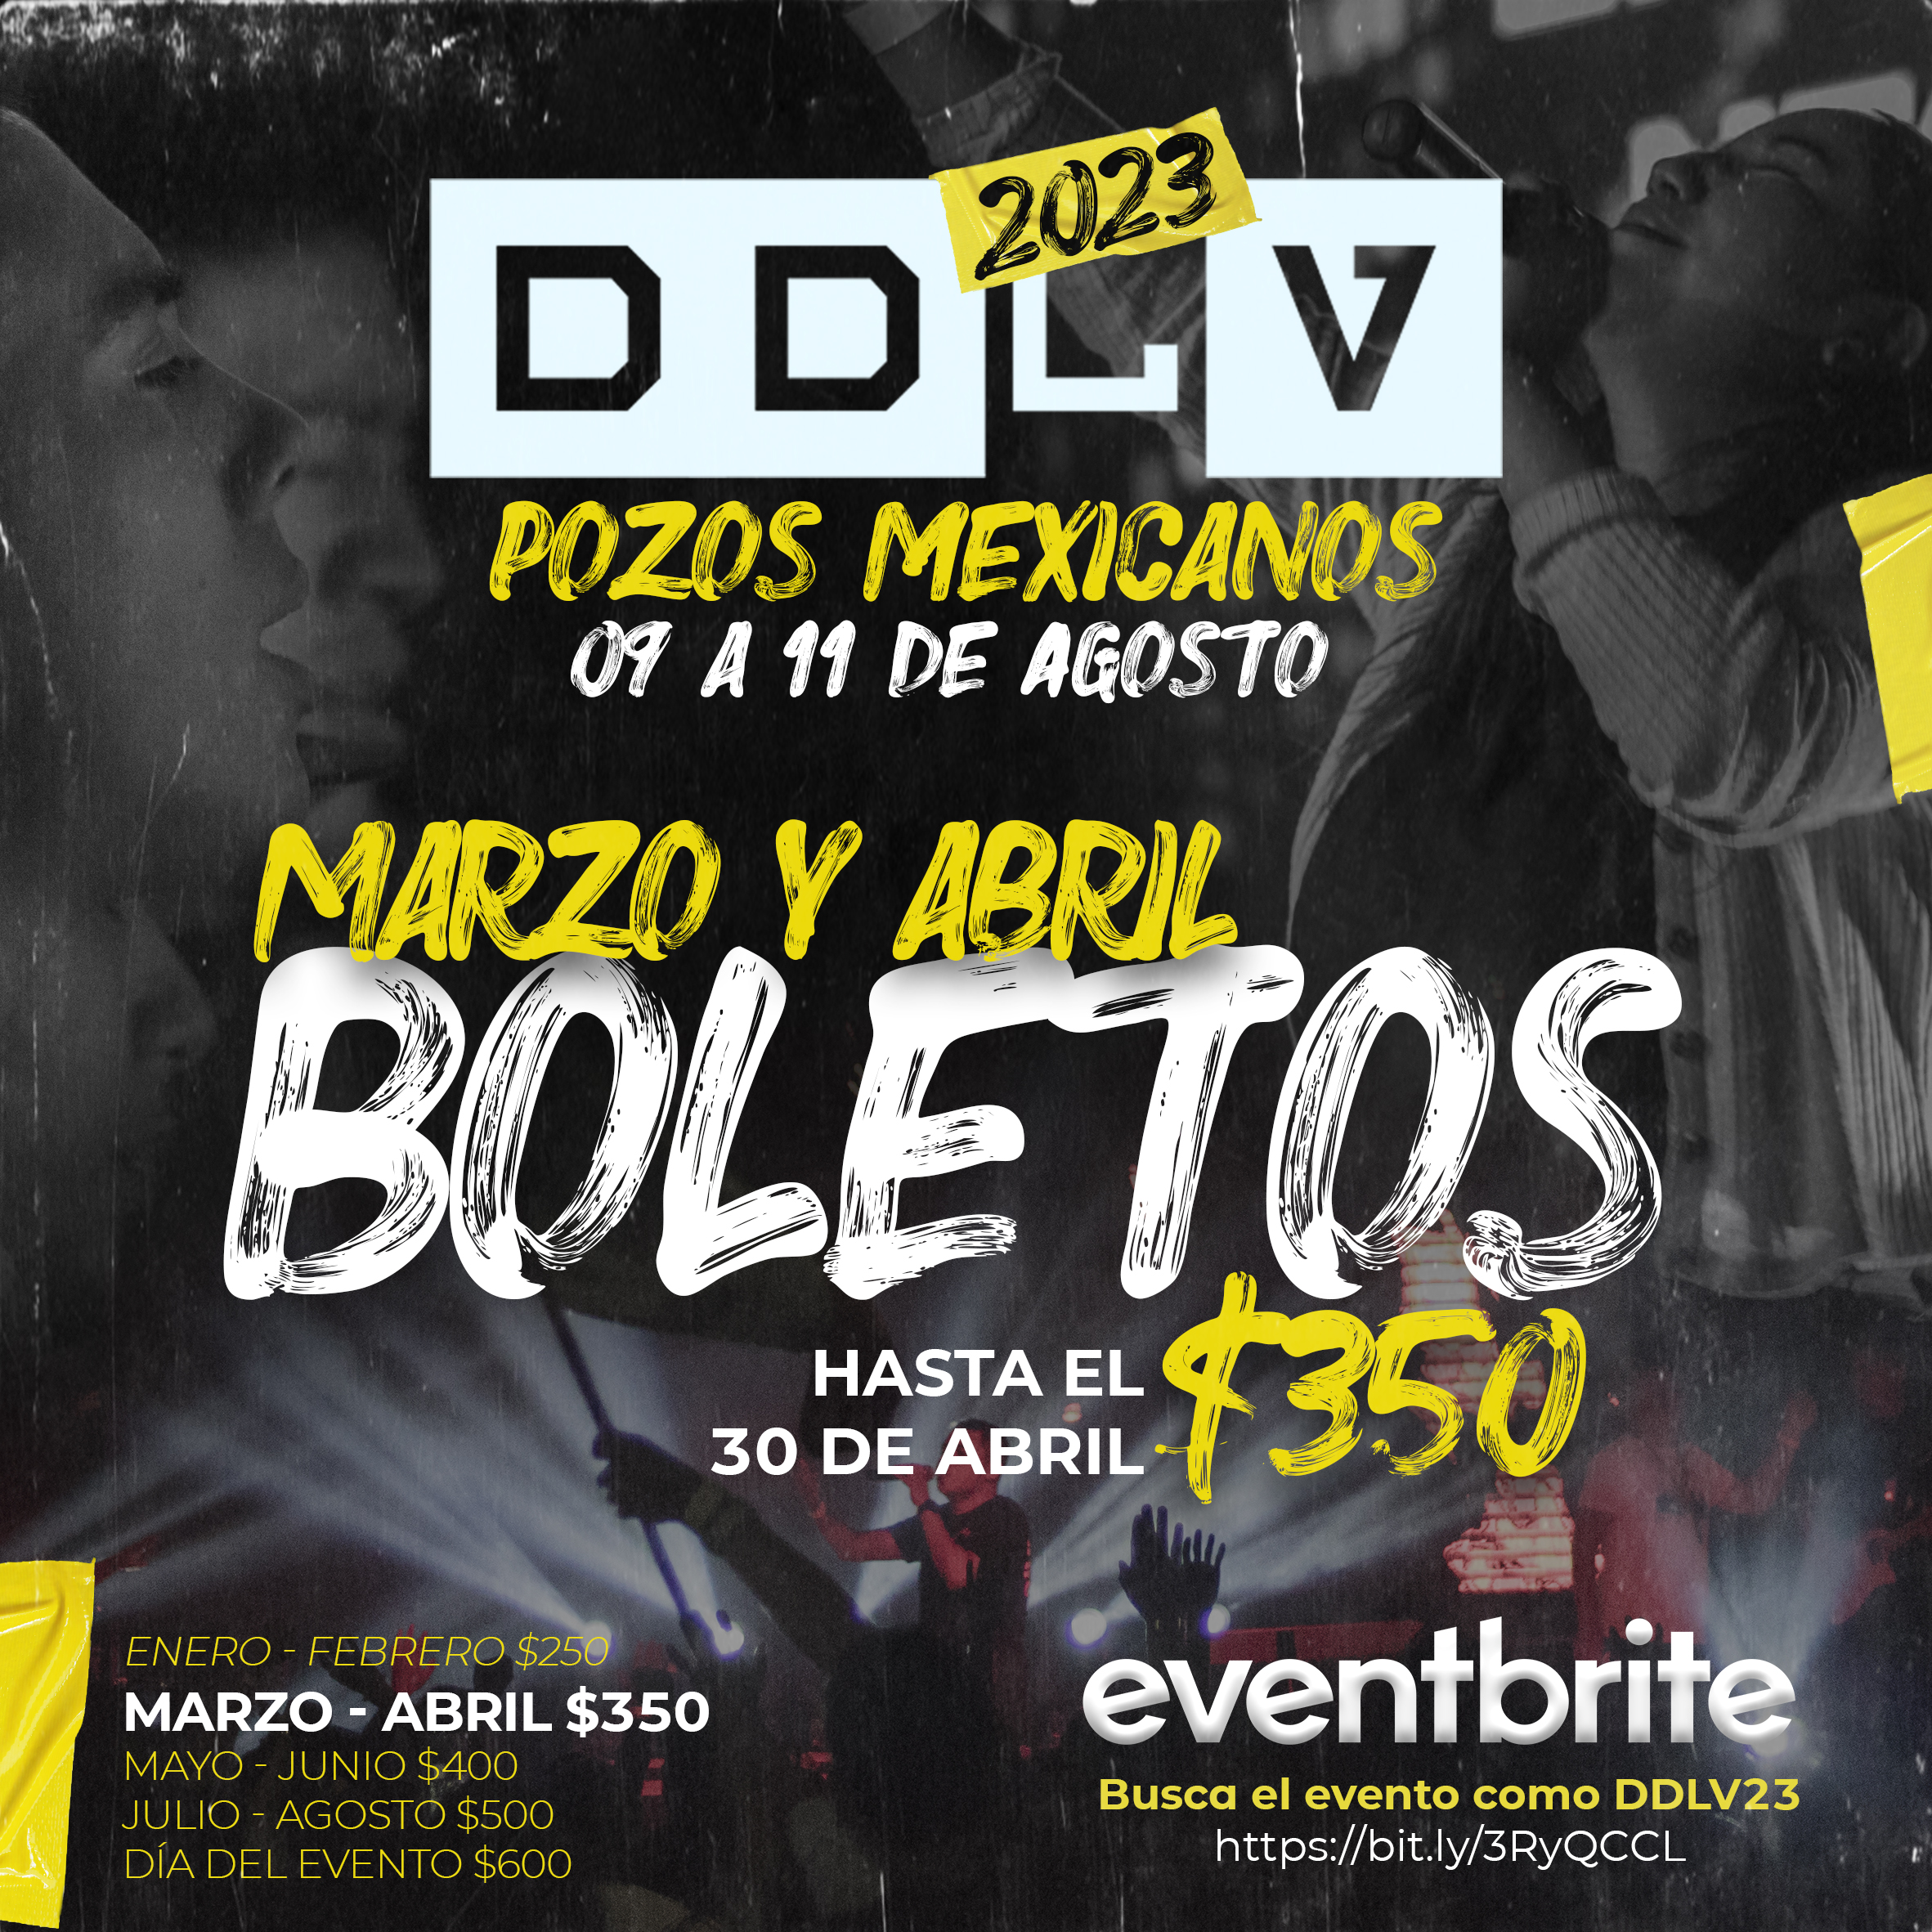 2023
DDLV
POZOS MEXICANOS
09 A 11 DE AGOSTO
MARZO Y ABRIL
BOLETOS
HASTA EL
30 DE ABRIL
$350
ENERO - FEBRERO $250
MARZO - ABRIL $350
MAYO - JUNIO $400
JULIO - AGOSTO $500
DÍA DEL EVENTO $600
eventbrite
Busca el evento como DDLV23
https://bit.ly/3RyQCCL